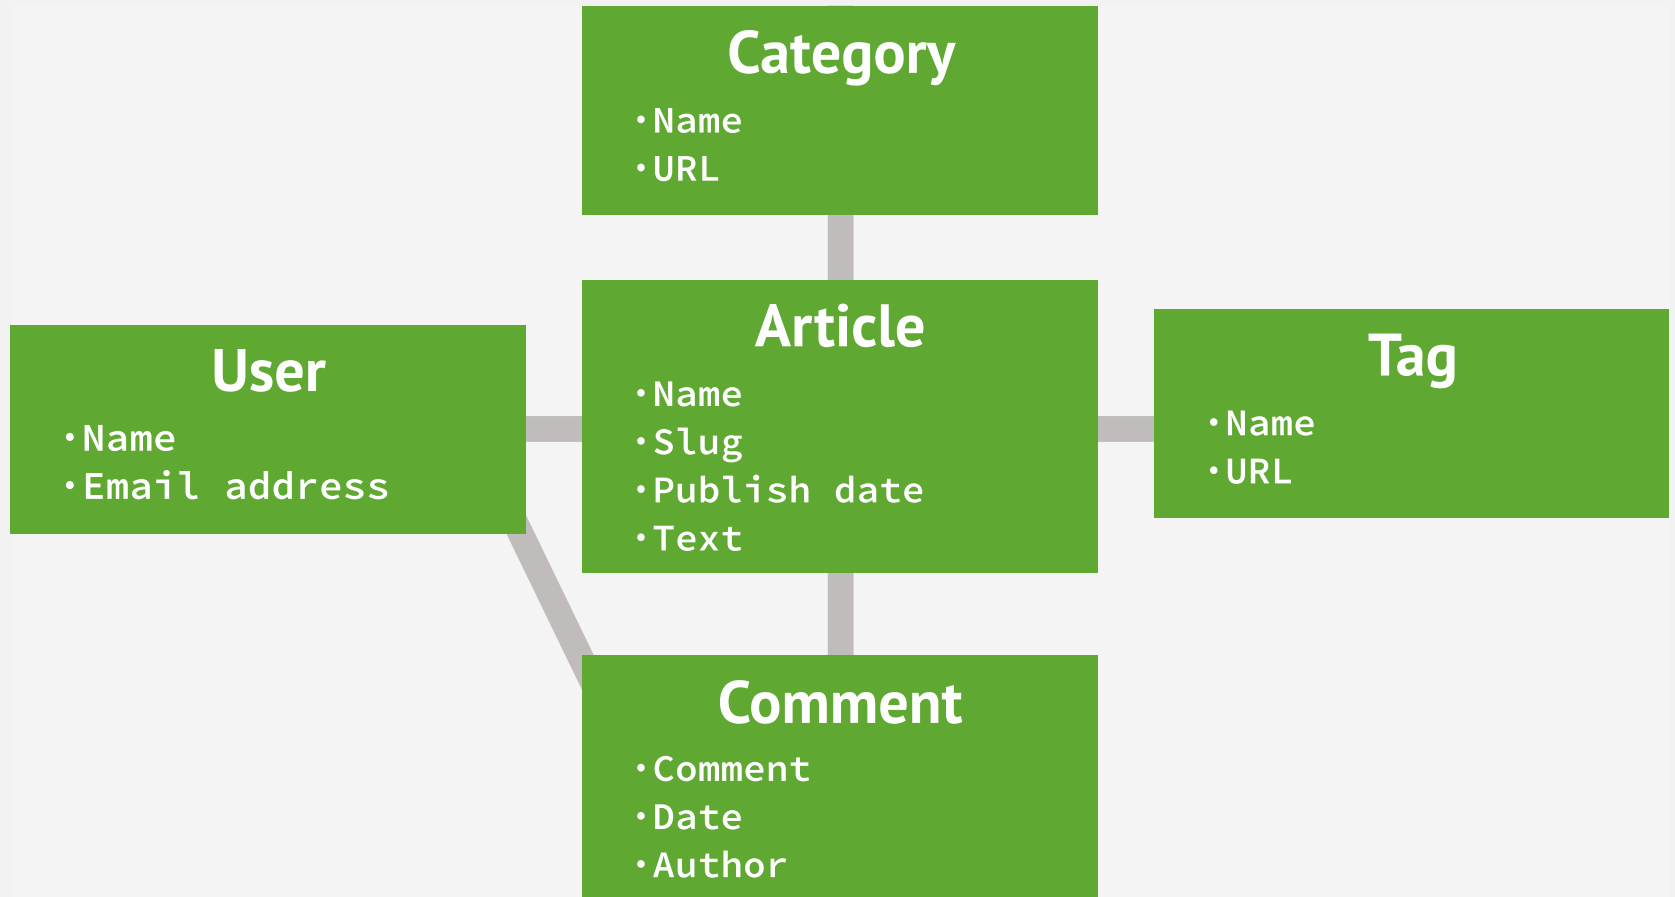 Category
·Name
·URL
Article
·Name
·Slug
·Publish date
·Text
User
·Name
·Email address
Tag
·Name
·URL
Comment
·Comment
·Date
·Author